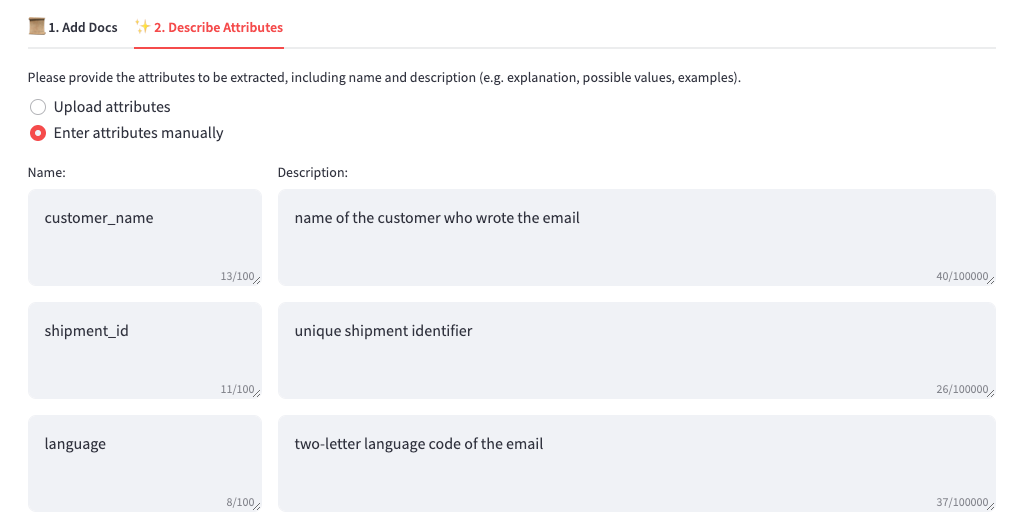 1. Add Docs
2. Describe Attributes
Please provide the attributes to be extracted, including name and description (e.g. explanation, possible values, examples).
Upload attributes
Enter attributes manually
Name: Description:
customer_name name of the customer who wrote the email
13/100 40/100000
shipment_id unique shipment identifier
11/100 26/100000
language two-letter language code of the email
8/100 37/100000